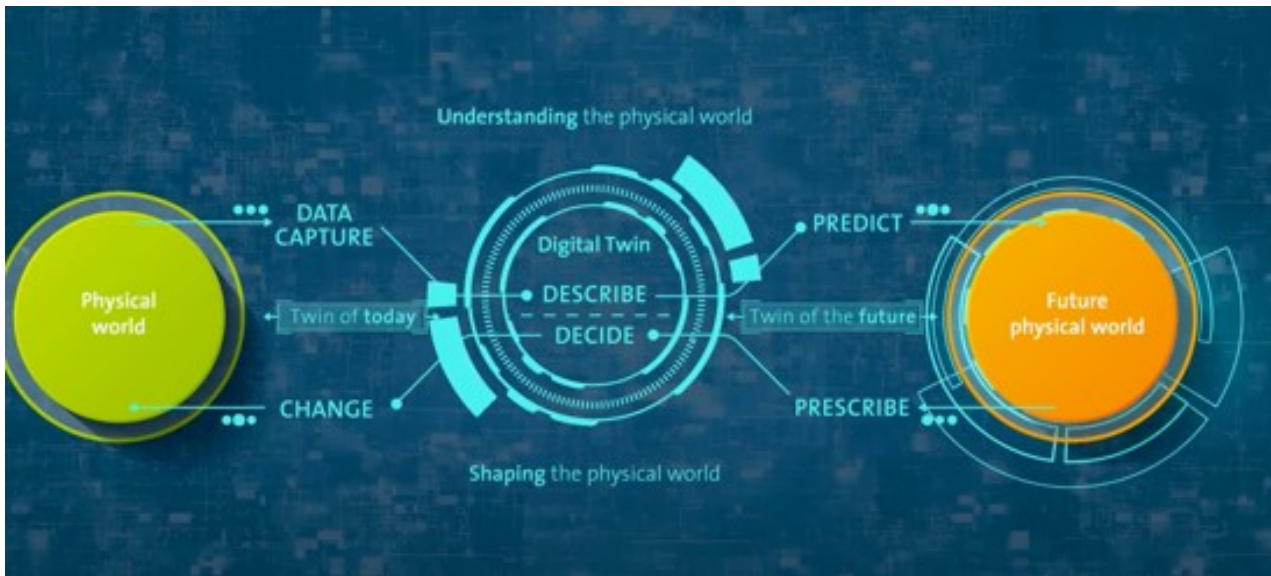 Understanding the physical world
DATA
CAPTURE
PREDICT
Digital Twin
Physical
world
DESCRIBE
Twin of today
Twin of the future
Future
physical world
DECIDE
CHANGE
PRESCRIBE
Shaping the physical world